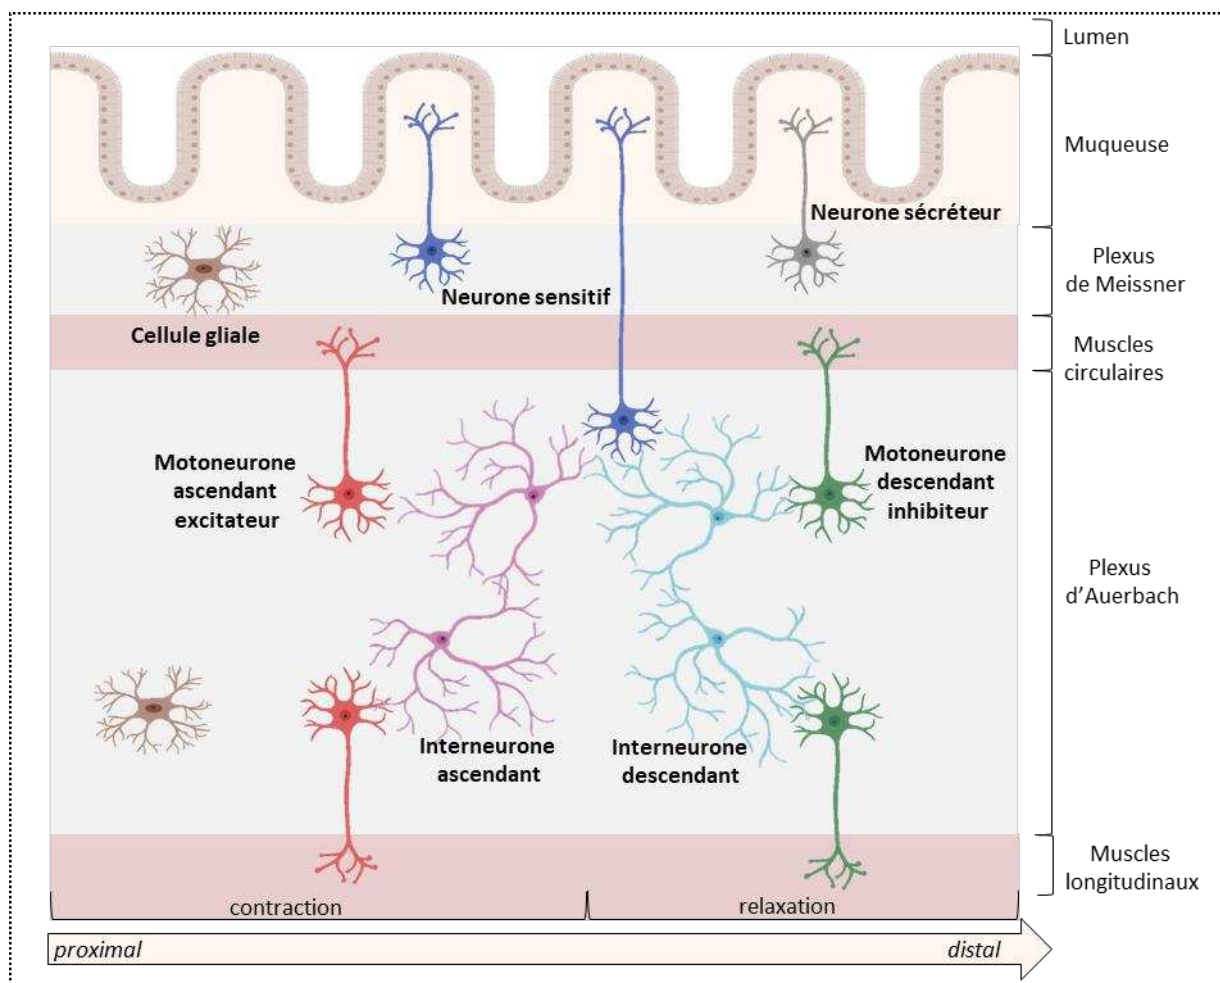 Lumen
Muqueuse
Neurone sécréteur
Plexus
de Meissner
Neurone sensitif
Cellule gliale
Muscles
circulaires
Motoneurone
ascendant
excitateur
Motoneurone
descendant
inhibiteur
Plexus
d’Auerbach
Interneurone
ascendant
Interneurone
descendant
Muscles
longitudinaux
contraction
relaxation
proximal
distal